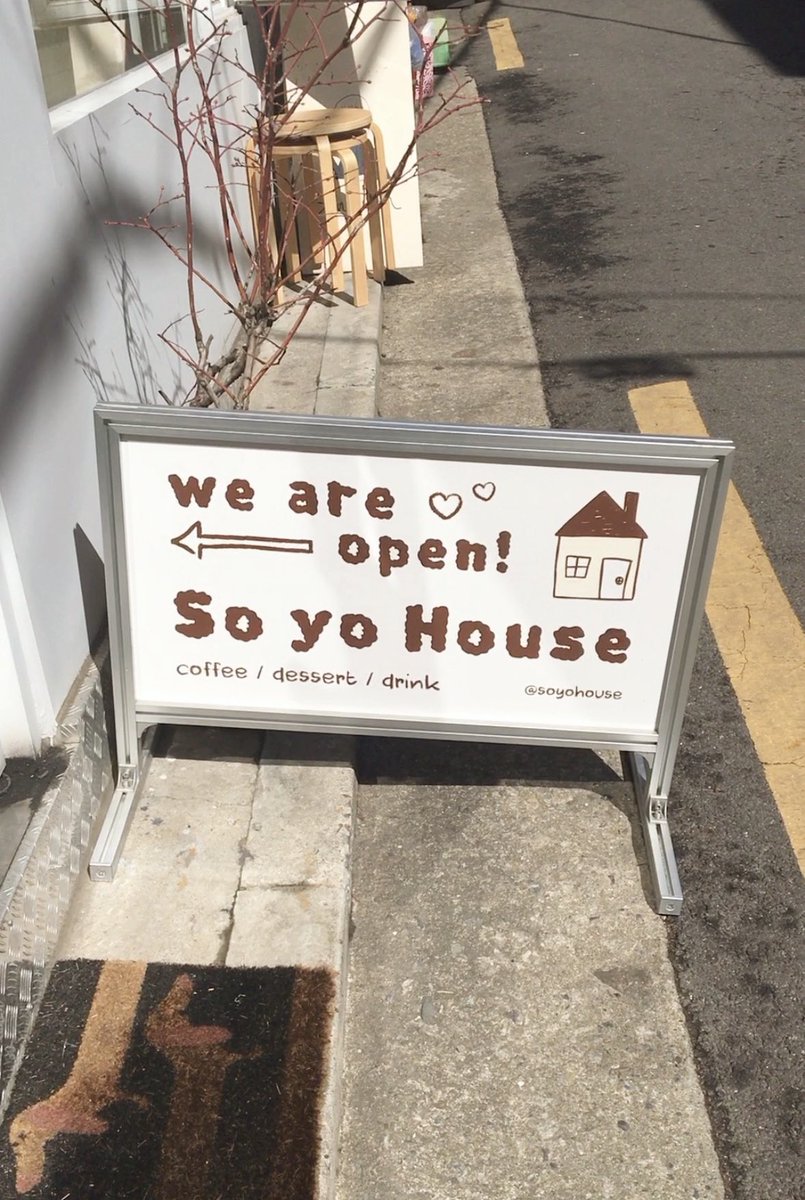 we are
open!
So yo House
coffee / dessert / drink
@soyohouse